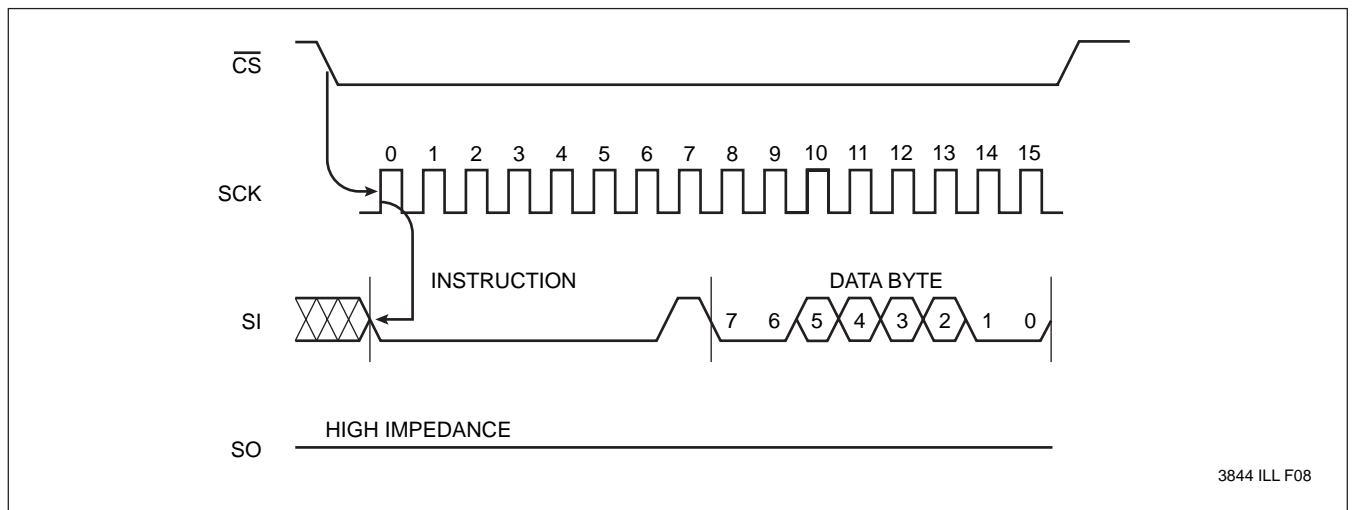 CS
0 1 2 3 4 5 6 7 8 9 10 11 12 13 14 15
SCK
INSTRUCTION DATA BYTE
SI 7 6 5 4 3 2 1 0
HIGH IMPEDANCE
SO
3844 ILL F08